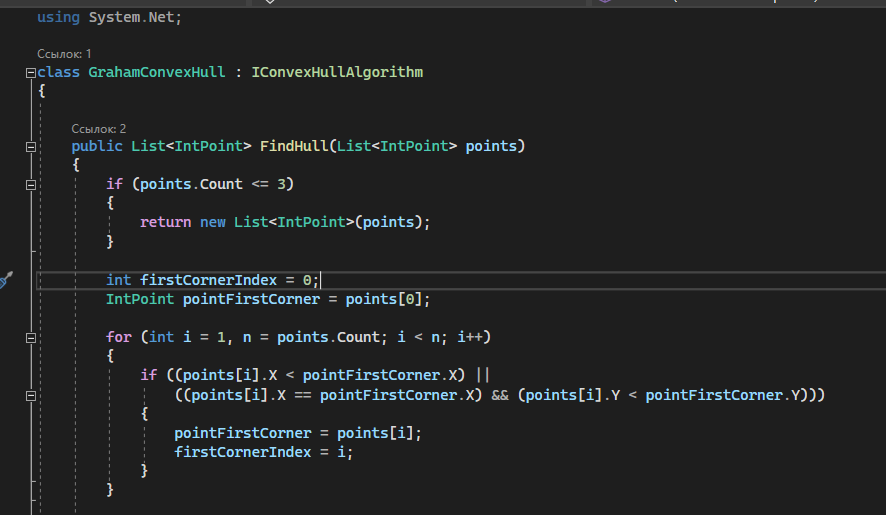 using System.Net;
Ссылок: 1
class GrahamConvexHull : IConvexHullAlgorithm
{
Ссылок: 2
public List<IntPoint> FindHull(List<IntPoint> points)
{
if (points.Count <= 3)
{
return new List<IntPoint>(points);
}
int firstCornerIndex = 0;
IntPoint pointFirstCorner = points[0];
for (int i = 1, n = points.Count; i < n; i++)
{
if ((points[i].X < pointFirstCorner.X) ||
((points[i].X == pointFirstCorner.X) && (points[i].Y < pointFirstCorner.Y)))
{
pointFirstCorner = points[i];
firstCornerIndex = i;
}
}